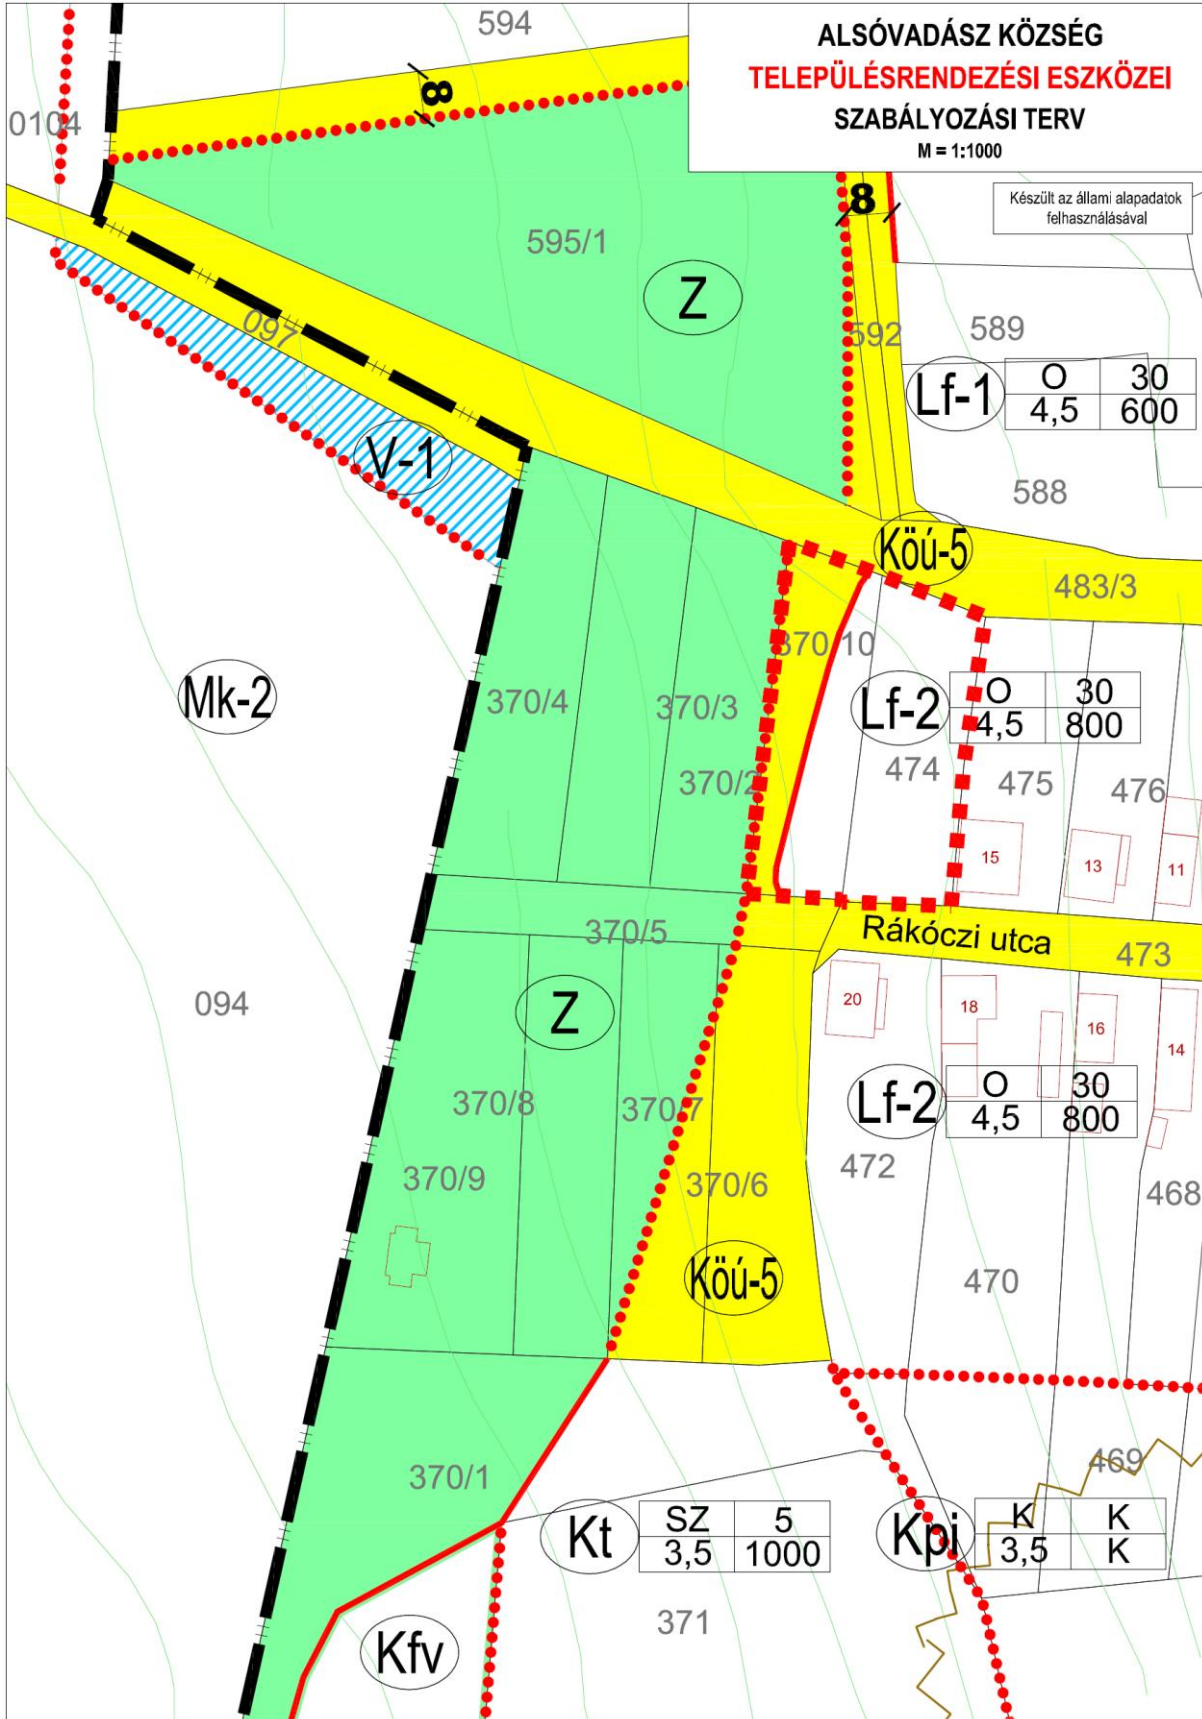 594
ALSÓVADÁSZ KÖZSÉG
TELEPÜLÉSRENDEZÉSI ESZKÖZEI
SZABÁLYOZÁSI TERV
M = 1:1000
8
0104
Készült az állami alapadatok
felhasználásával
8
595/1
Z
097
592
589
Lf-1
O 30
4,5 600
V-1
588
Köú-5
483/3
370/10
Mk-2
370/4
370/3
Lf-2
O 30
4,5 800
370/2
474
475
476
15
13
11
370/5
Rákóczi utca
473
094
Z
20
18
16
14
370/8
370/7
Lf-2
O 30
4,5 800
370/9
370/6
472
468
Köú-5
470
370/1
469
Kt
SZ 5
3,5 1000
Kpi
K K
3,5 K
371
Kfv